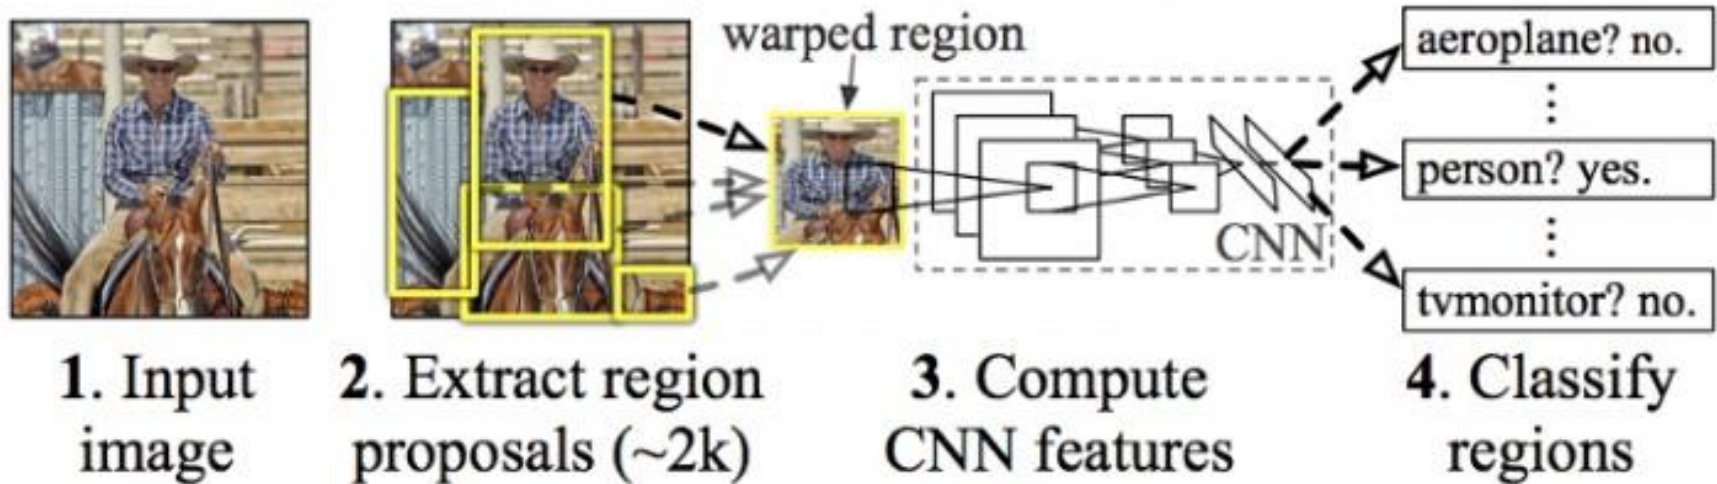 warped region
aeroplane? no.
person? yes.
CNN
tvmonitor? no.
1. Input
image
2. Extract region
proposals (~2k)
3. Compute
CNN features
4. Classify
regions